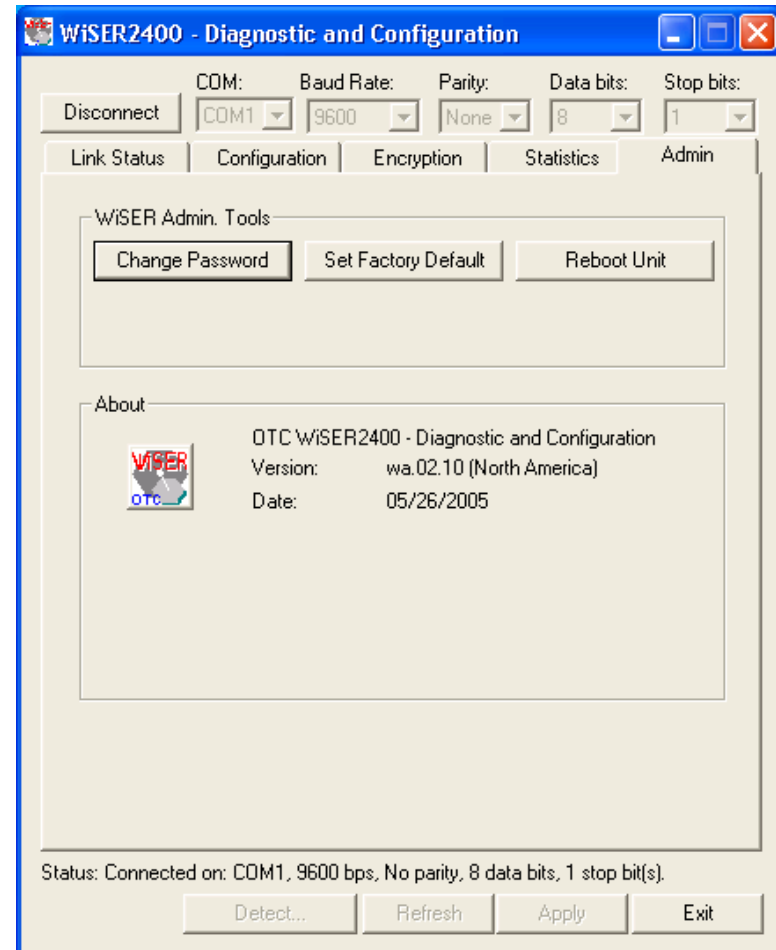 WiSER2400 - Diagnostic and Configuration
COM: Baud Rate: Parity: Data bits: Stop bits:
Disconnect COM1 9600 None 8 1
Link Status Configuration Encryption Statistics Admin
WiSER Admin. Tools
Change Password Set Factory Default Reboot Unit
About
OTC WiSER2400 - Diagnostic and Configuration
WiSER
OTC
Version: wa.02.10 (North America)
Date: 05/26/2005
Status: Connected on: COM1, 9600 bps, No parity, 8 data bits, 1 stop bit(s).
Detect... Refresh Apply Exit